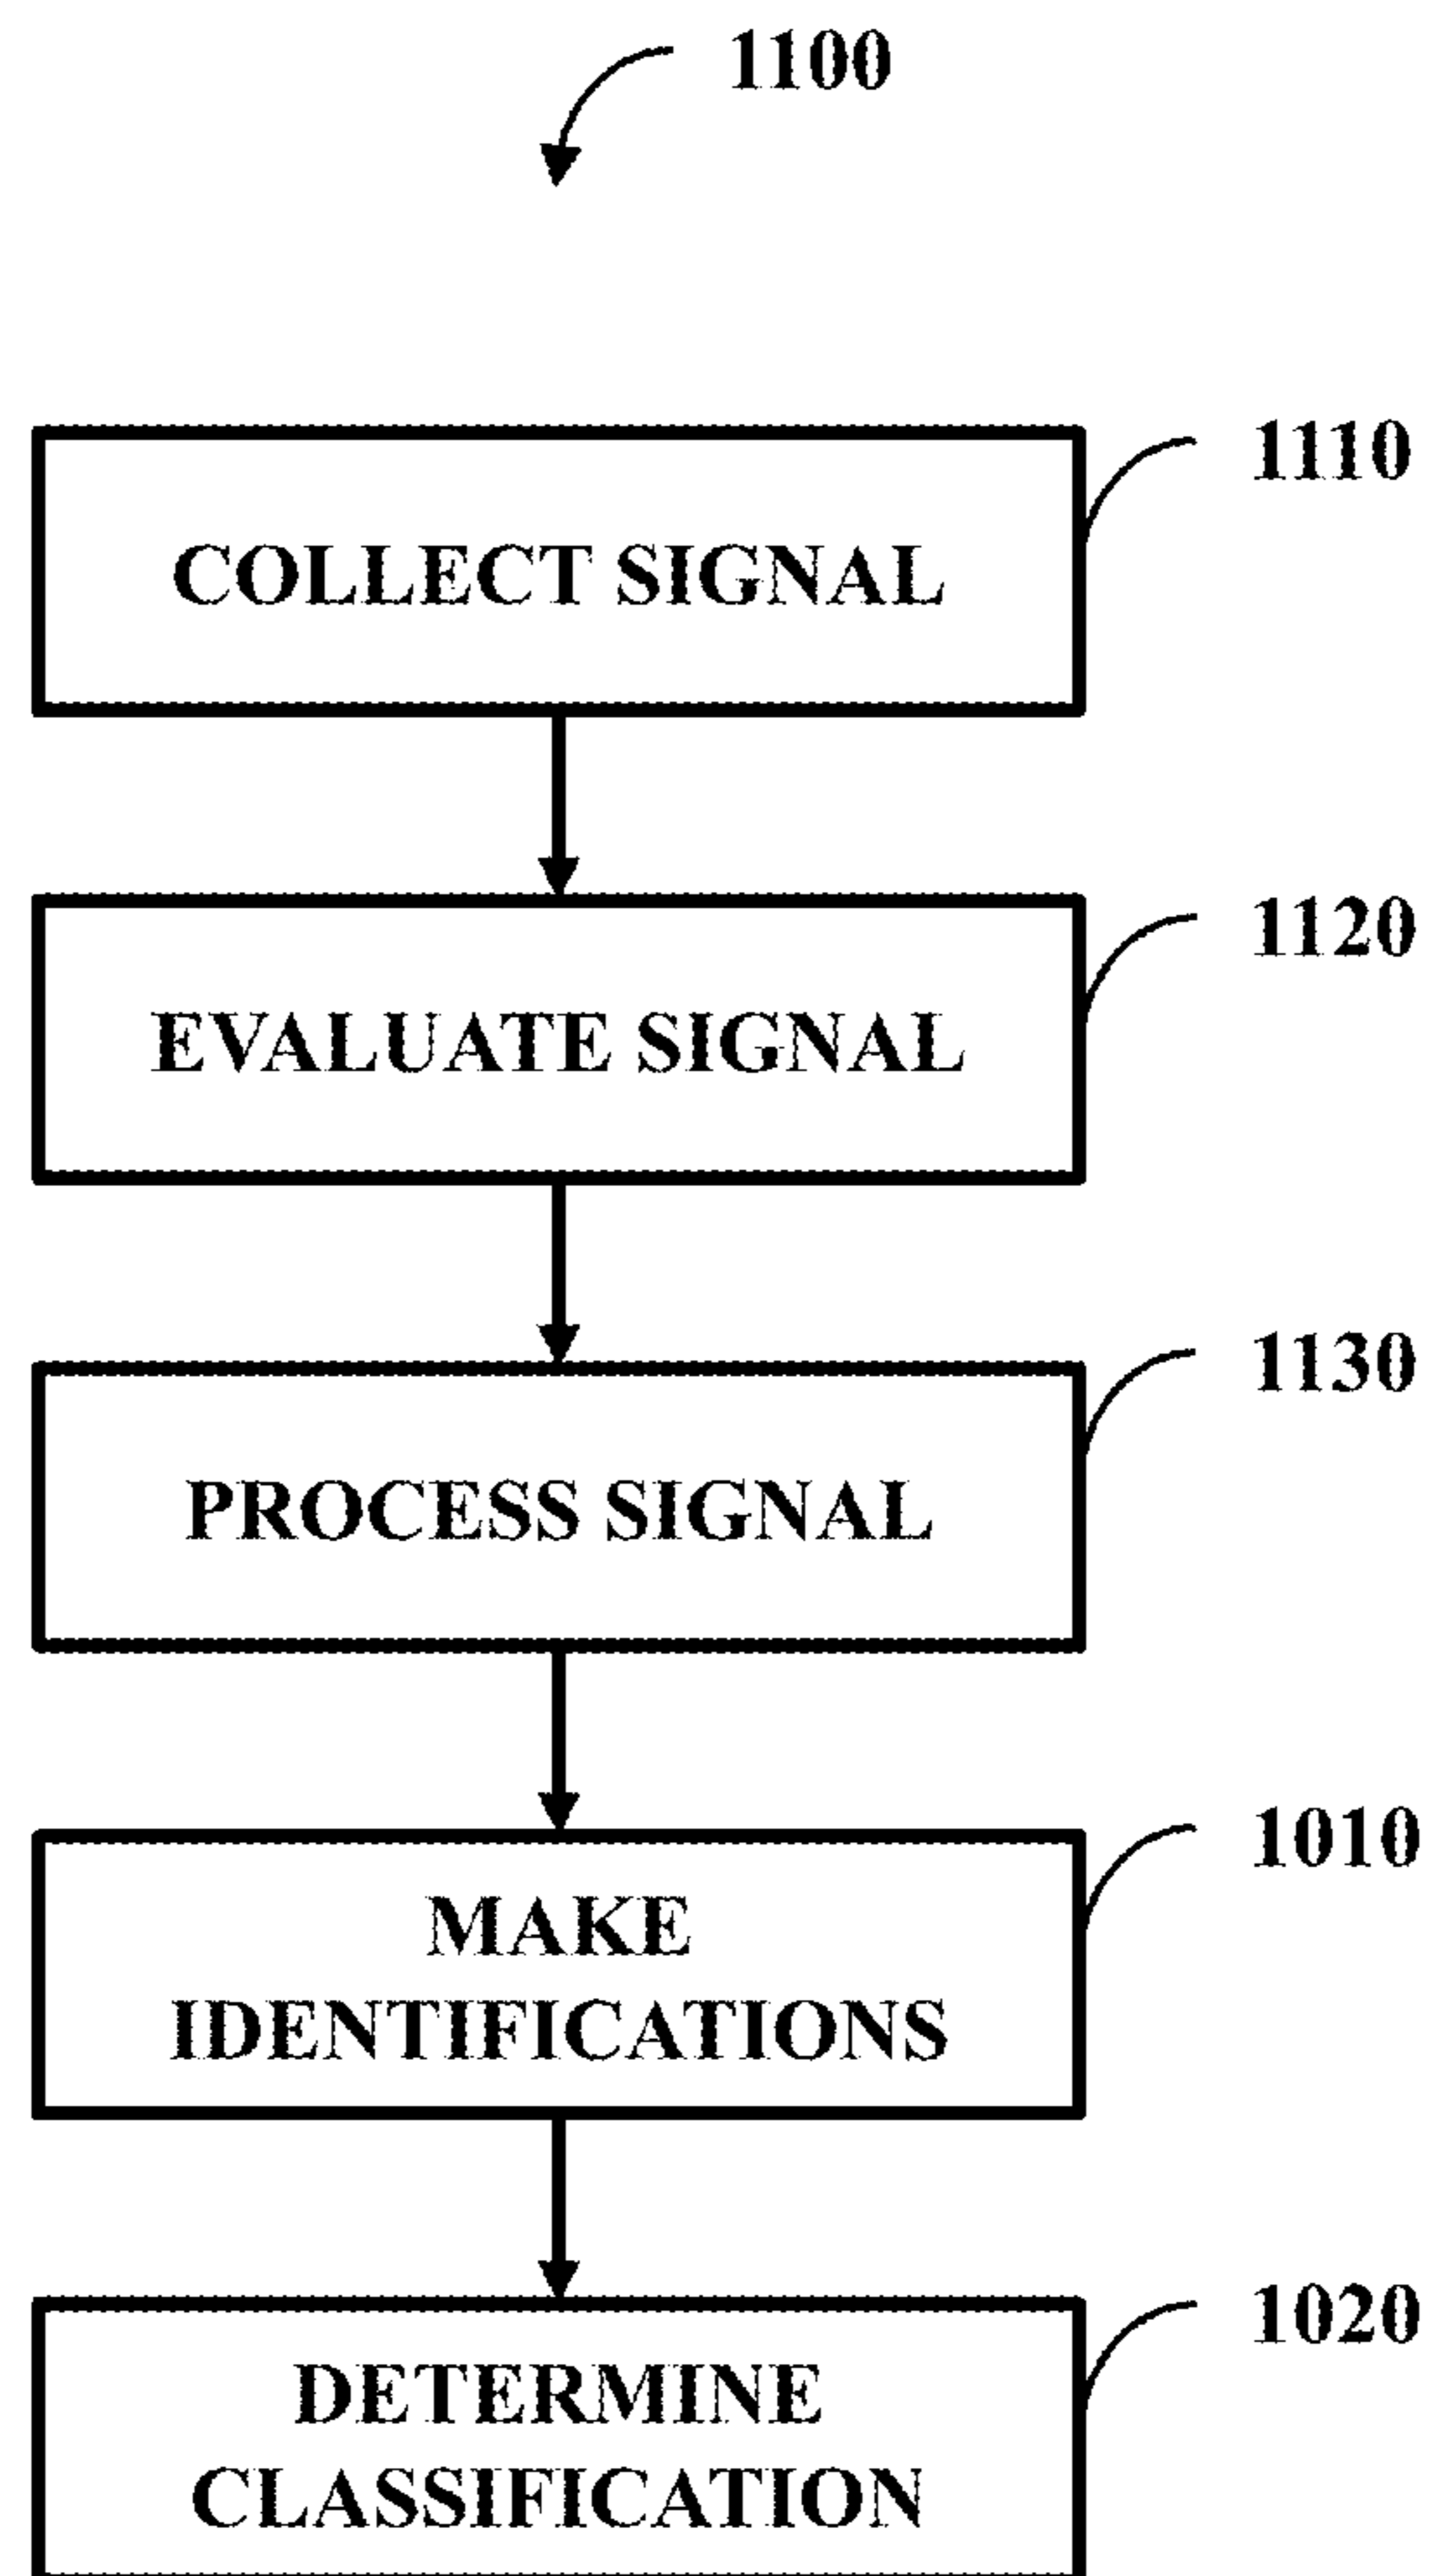 1100
1110
COLLECT SIGNAL
1120
EVALUATE SIGNAL
1130
PROCESS SIGNAL
1010
MAKE
IDENTIFICATIONS
1020
DETERMINE
CLASSIFICATION